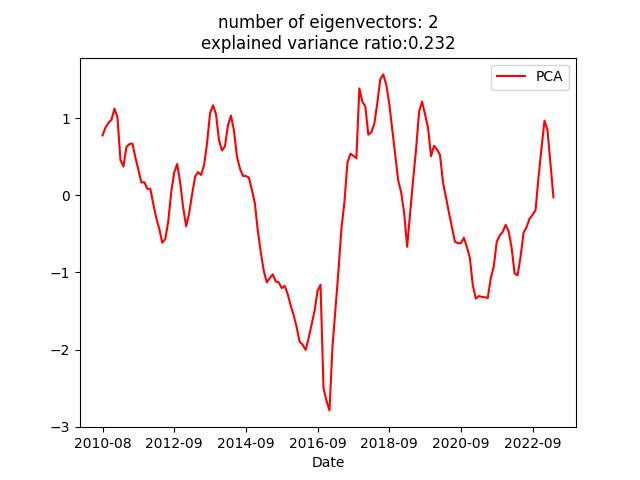 number of eigenvectors: 2
explained variance ratio:0.232
PCA
1
0
−1
−2
−3
2010-08 2012-09 2014-09 2016-09 2018-09 2020-09 2022-09
Date